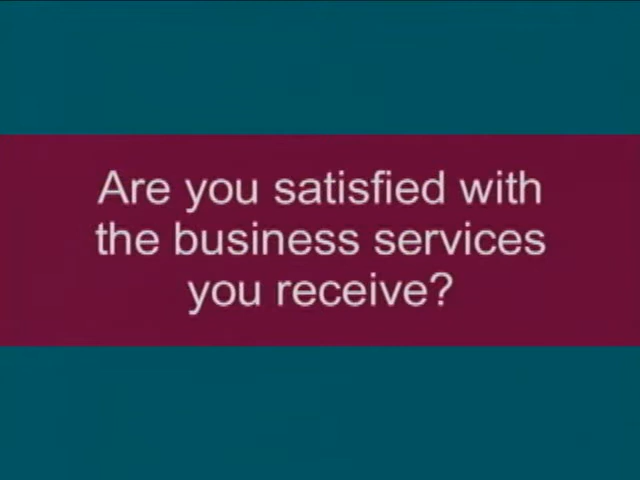 Are you satisfied with
the business services
you receive?